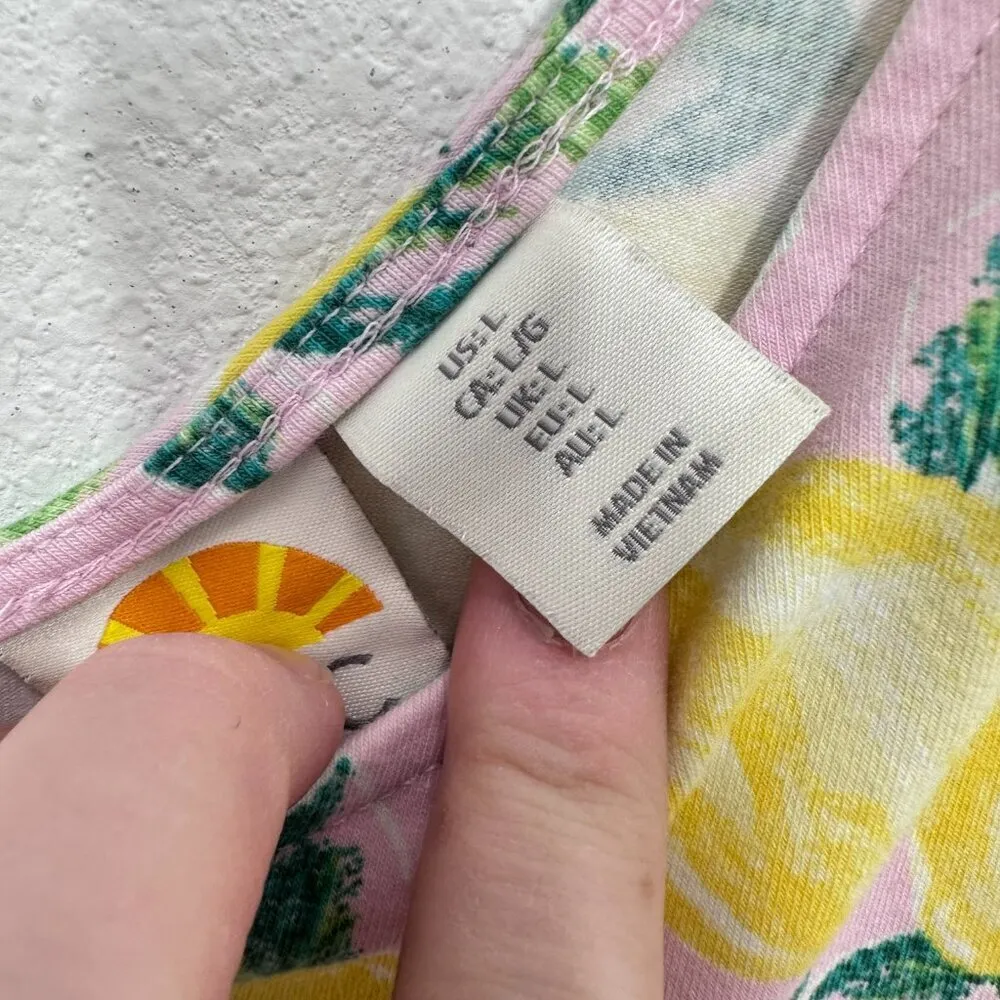 US: L
CA: L/G
UK: L
EU: L
AU: L
MADE IN
VIETNAM